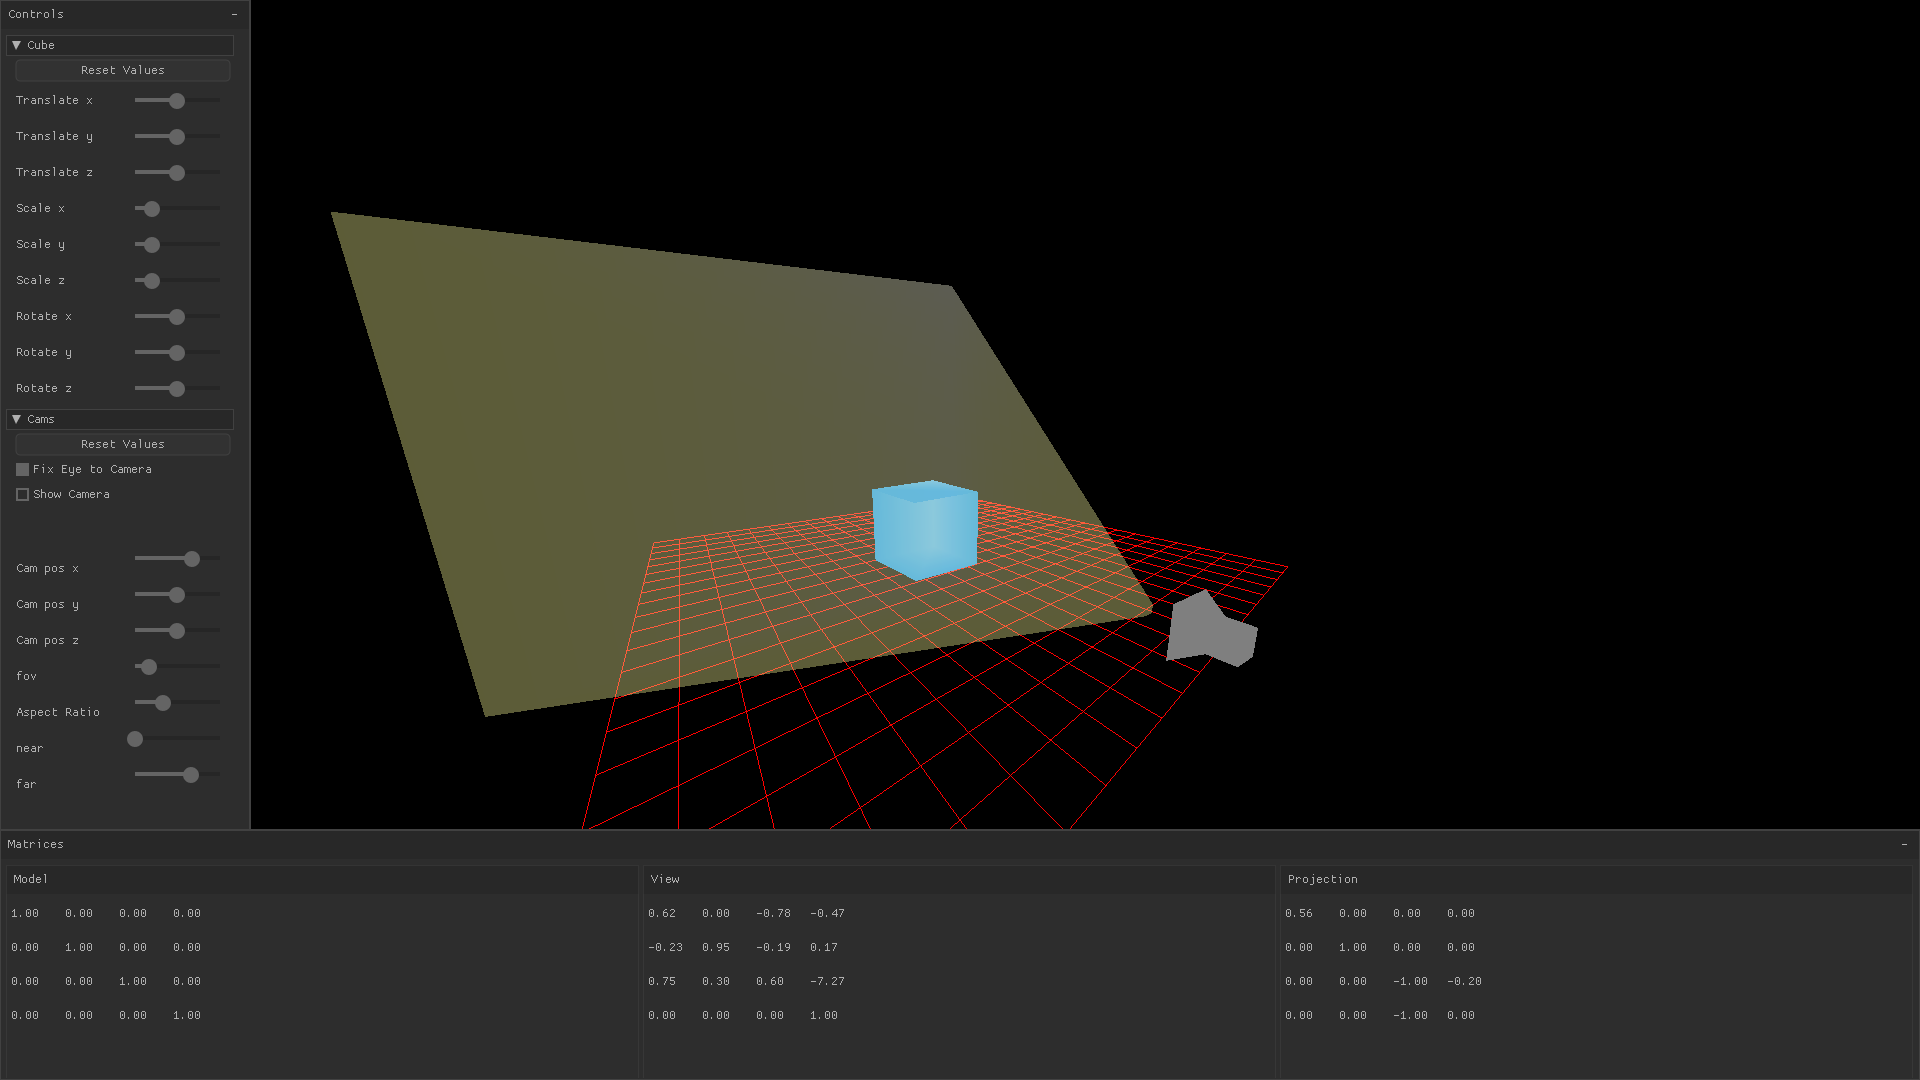 Controls
Cube
Reset Values
Translate x
Translate y
Translate z
Scale x
Scale y
Scale z
Rotate x
Rotate y
Rotate z
Cams
Reset Values
Fix Eye to Camera
Show Camera
Cam pos x
Cam pos y
Cam pos z
fov
Aspect Ratio
near
far
Matrices
Model
1.00 0.00 0.00 0.00
0.00 1.00 0.00 0.00
0.00 0.00 1.00 0.00
0.00 0.00 0.00 1.00
View
0.62 0.00 -0.78 -0.47
-0.23 0.95 -0.19 0.17
0.75 0.30 0.60 -7.27
0.00 0.00 0.00 1.00
Projection
0.56 0.00 0.00 0.00
0.00 1.00 0.00 0.00
0.00 0.00 -1.00 -0.20
0.00 0.00 -1.00 0.00